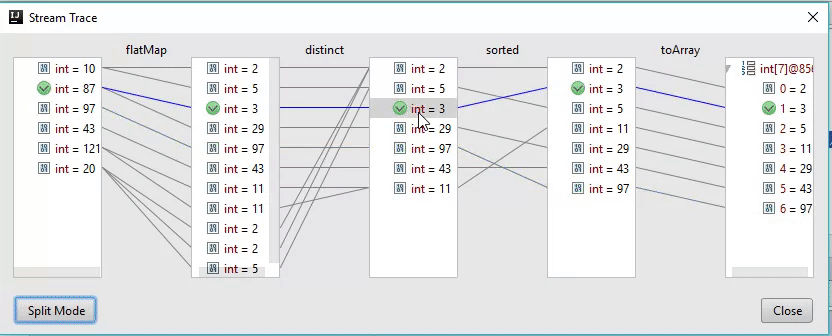 Stream Trace
flatMap distinct sorted toArray
int = 10
int = 87
int = 97
int = 43
int = 121
int = 20
int = 2
int = 5
int = 3
int = 29
int = 97
int = 43
int = 11
int = 11
int = 2
int = 2
int = 5
int = 2
int = 5
int = 3
int = 29
int = 97
int = 43
int = 11
int = 2
int = 3
int = 5
int = 11
int = 29
int = 43
int = 97
int[7]@85
0 = 2
1 = 3
2 = 5
3 = 11
4 = 29
5 = 43
6 = 97
Split Mode
Close